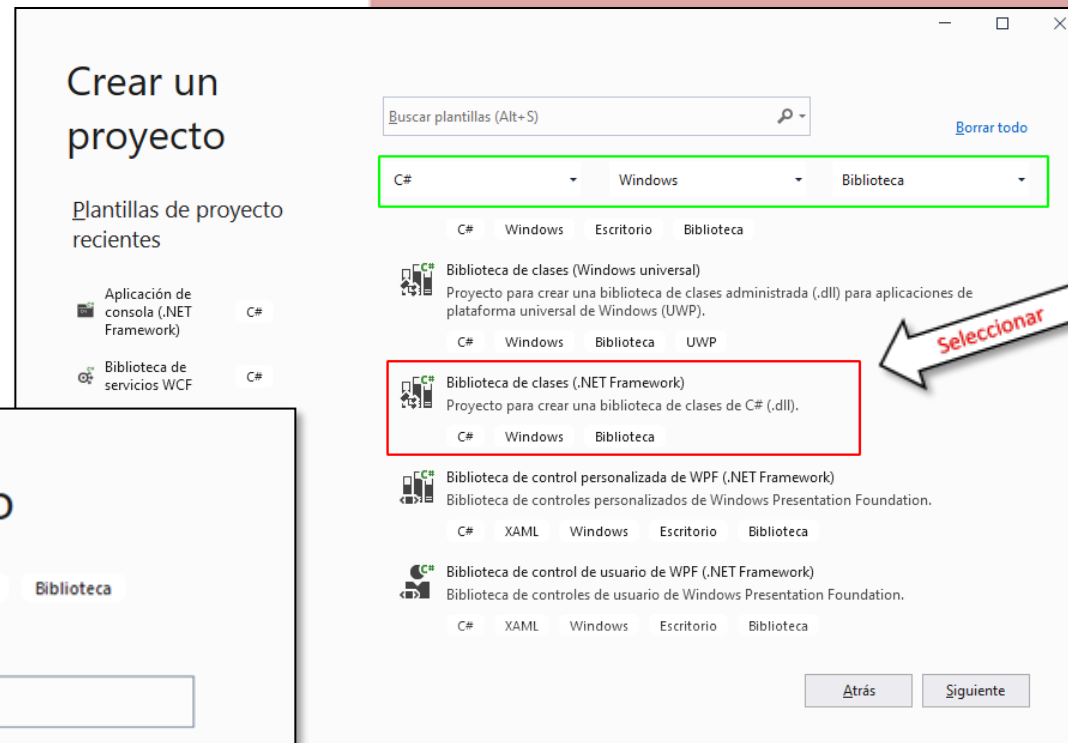 Crear un
proyecto
Buscar plantillas (Alt+S)
Borrar todo
C# Windows Biblioteca
Plantillas de proyecto
recientes
Aplicación de
consola (.NET
Framework)
C#
Biblioteca de
servicios WCF
C#
C# Windows Escritorio Biblioteca
Biblioteca de clases (Windows universal)
Proyecto para crear una biblioteca de clases administrada (.dll) para aplicaciones de
plataforma universal de Windows (UWP).
C# Windows Biblioteca UWP
Seleccionar
Biblioteca de clases (.NET Framework)
Proyecto para crear una biblioteca de clases de C# (.dll).
C# Windows Biblioteca
Biblioteca de control personalizada de WPF (.NET Framework)
Biblioteca de controles personalizados de Windows Presentation Foundation.
C# XAML Windows Escritorio Biblioteca
Biblioteca de control de usuario de WPF (.NET Framework)
Biblioteca de controles de usuario de Windows Presentation Foundation.
C# XAML Windows Escritorio Biblioteca
Atrás Siguiente
o
Biblioteca